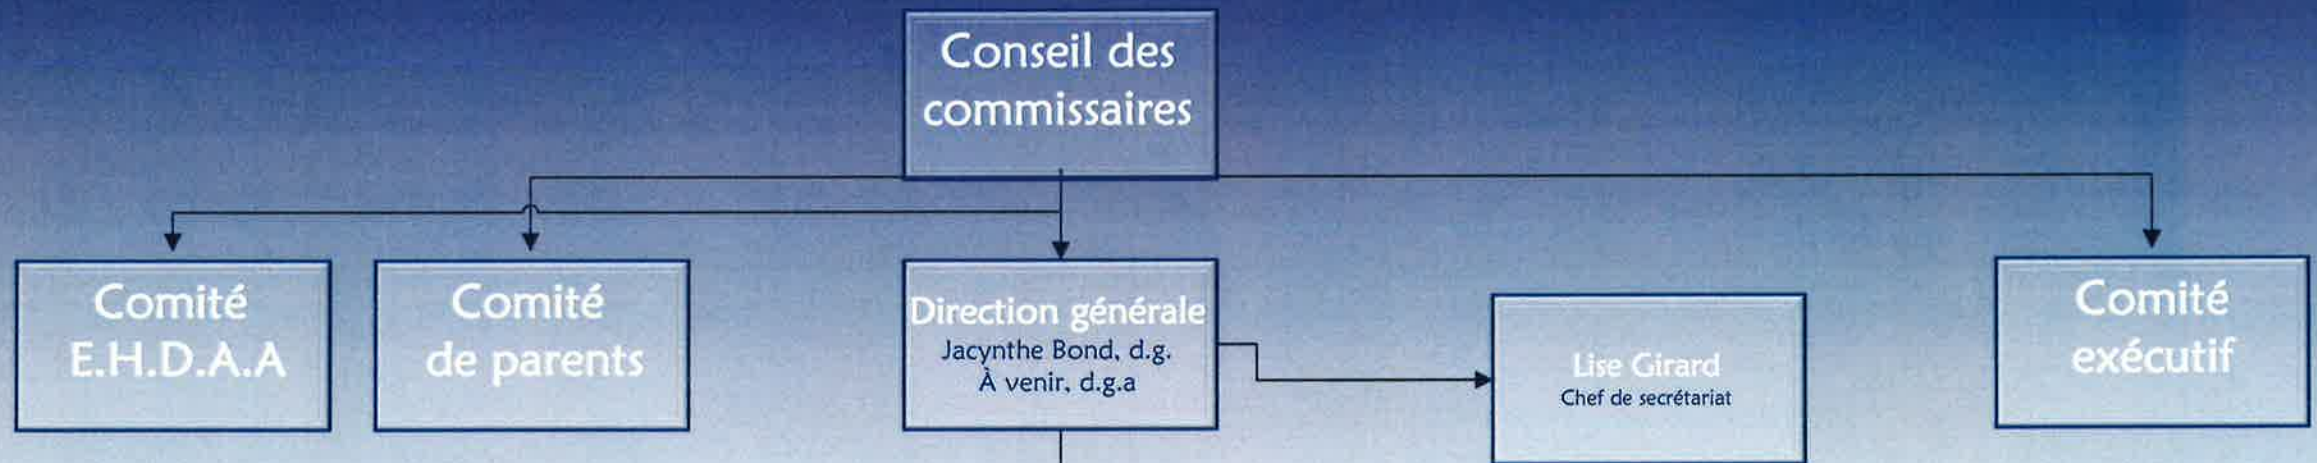 Conseil des
commissaires
Comité
E.H.D.A.A
Comité
de parents
Direction générale
Jacynthe Bond, d.g.
À venir, d.g.a
Lise Girard
Chef de secrétariat
Comité
exécutif